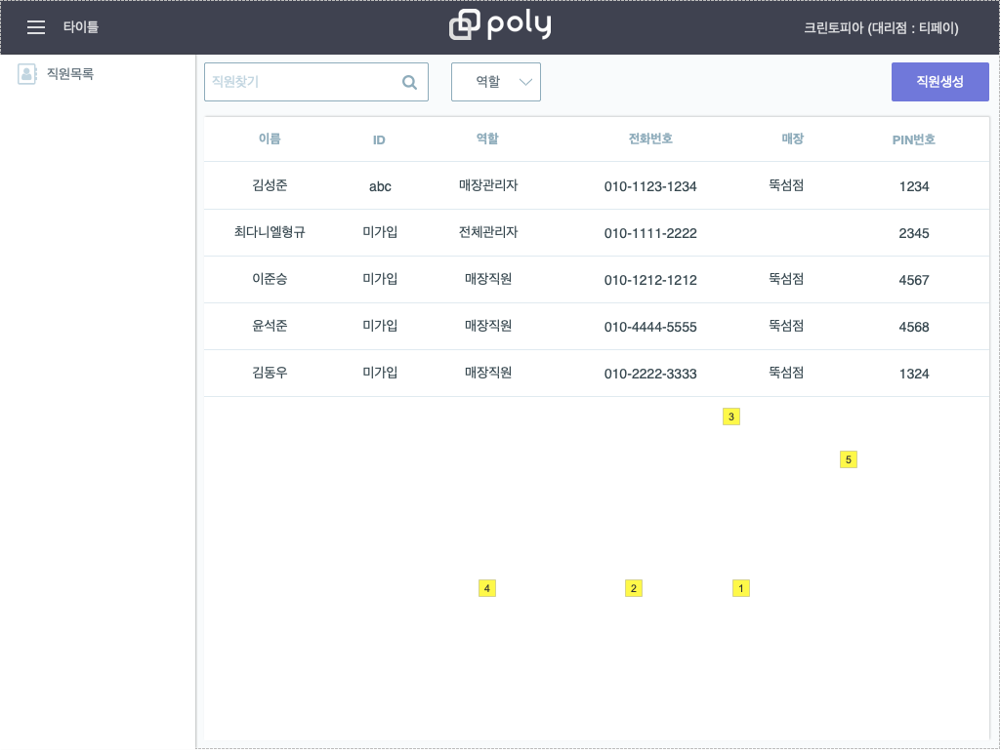 타이틀
poly
크린토피아 (대리점 : 티페이)
직원목록
직원찾기
역할
직원생성
이름 ID 역할 전화번호 매장 PIN번호
김성준 abc 매장관리자 010-1123-1234 뚝섬점 1234
최다니엘형규 미가입 전체관리자 010-1111-2222 2345
이준승 미가입 매장직원 010-1212-1212 뚝섬점 4567
윤석준 미가입 매장직원 010-4444-5555 뚝섬점 4568
김동우 미가입 매장직원 010-2222-3333 뚝섬점 1324
3
5
4 2 1